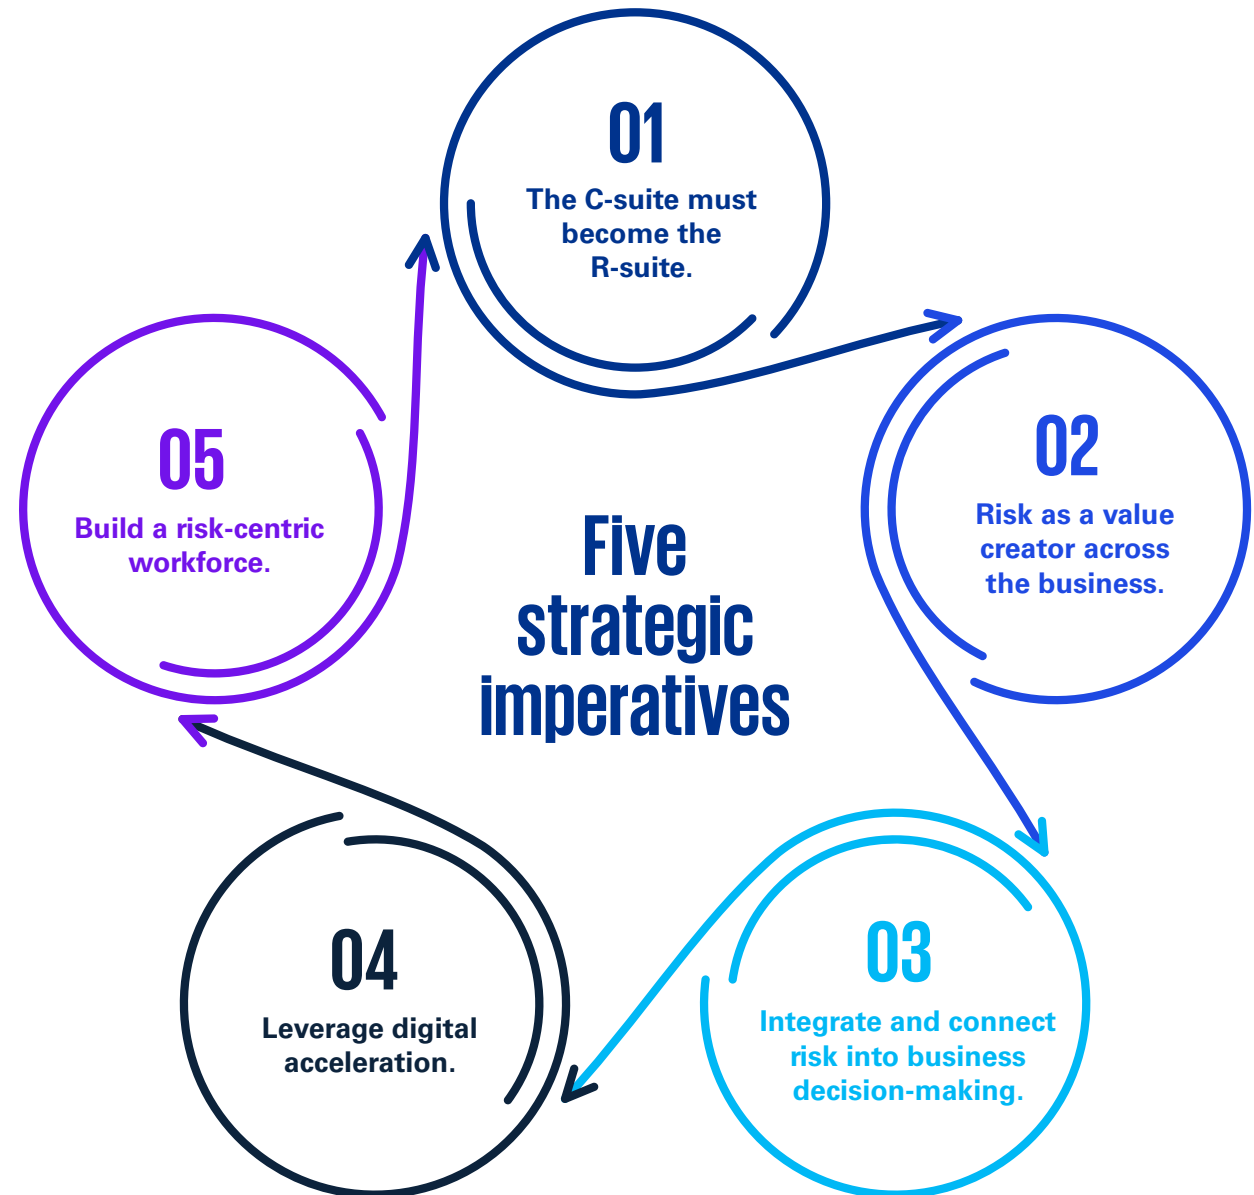 01
The C-suite must
become the
R-suite.
02
Risk as a value
creator across
the business.
03
Integrate and connect
risk into business
decision-making.
04
Leverage digital
acceleration.
05
Build a risk-centric
workforce.
Five
strategic
imperatives